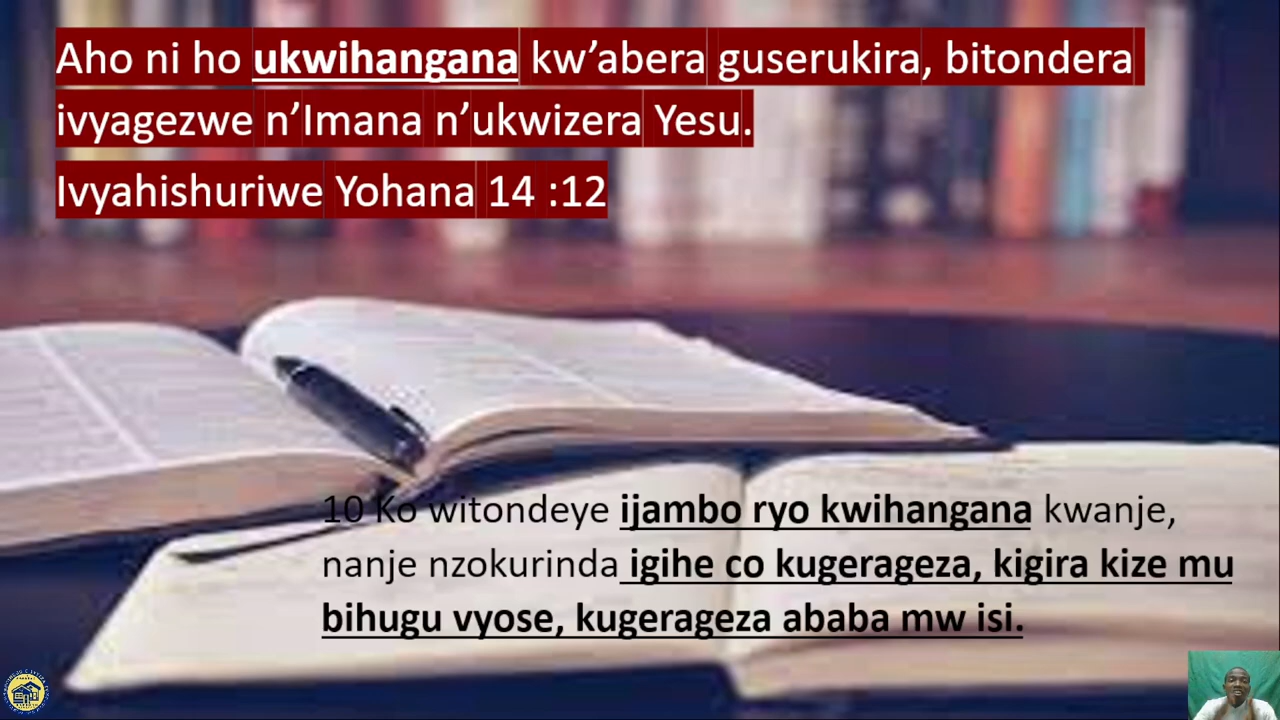 Aho ni ho ukwihangana kw’abera guserukira, bitondera
ivyagezwe n’Imana n’ukwizera Yesu.
Ivyahishuriwe Yohana 14 :12
10 Ko witondeye ijambo ryo kwihangana kwanje,
nanje nzokurinda igihe co kugerageza, kigira kize mu
bihugu vyose, kugerageza ababa mw isi.